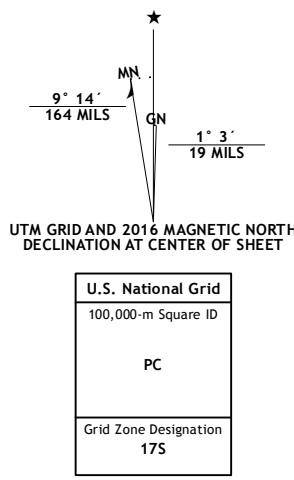 ★
MN
GN
9° 14´
164 MILS
1° 3´
19 MILS
UTM GRID AND 2016 MAGNETIC NORTH
DECLINATION AT CENTER OF SHEET
U.S. National Grid
100,000-m Square ID
PC
Grid Zone Designation
17S